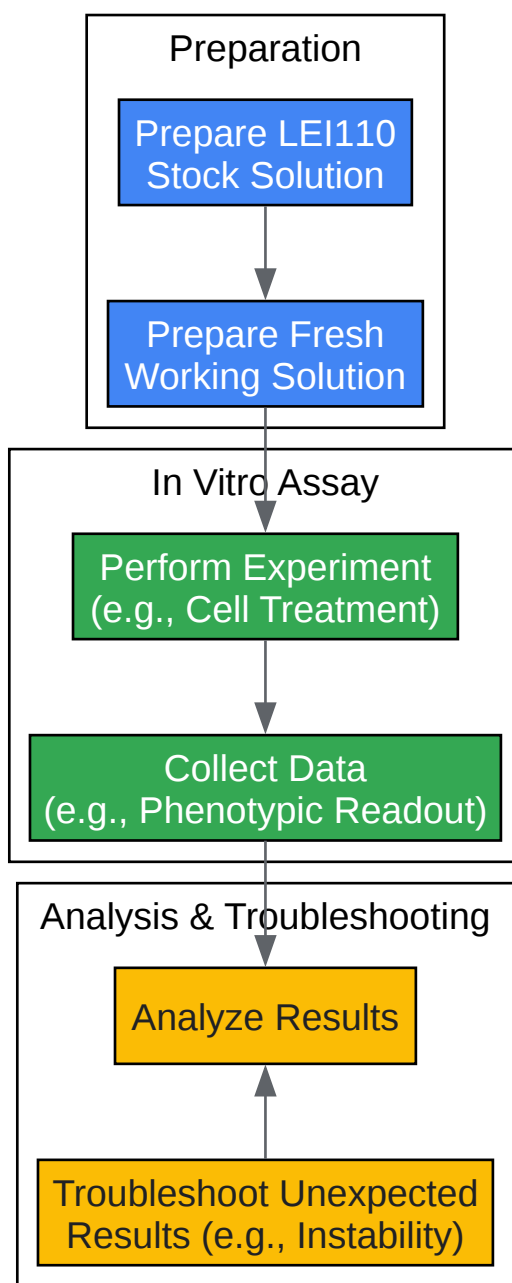 Preparation
Prepare LEI110
Stock Solution
Prepare Fresh
Working Solution
In Vitro Assay
Perform Experiment
(e.g., Cell Treatment)
Collect Data
(e.g., Phenotypic Readout)
Analysis & Troubleshooting
Analyze Results
Troubleshoot Unexpected
Results (e.g., Instability)